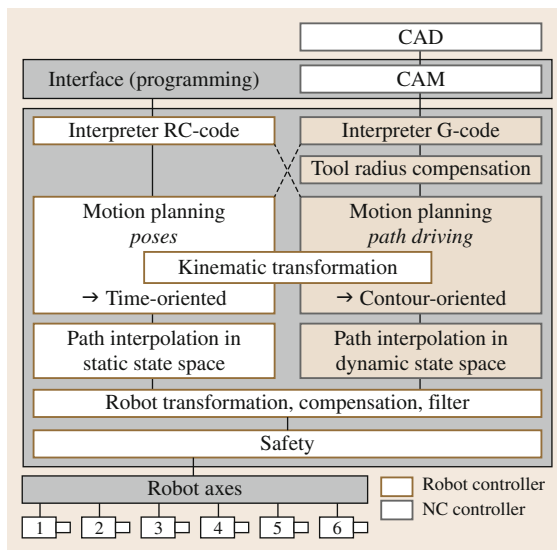 CAD
Interface (programming)
CAM
Interpreter RC-code
Interpreter G-code
Tool radius compensation
Motion planning
poses
Motion planning
path driving
Kinematic transformation
→ Time-oriented
→ Contour-oriented
Path interpolation in
static state space
Path interpolation in
dynamic state space
Robot transformation, compensation, filter
Safety
Robot axes
1 2 3 4 5 6
Robot controller
NC controller